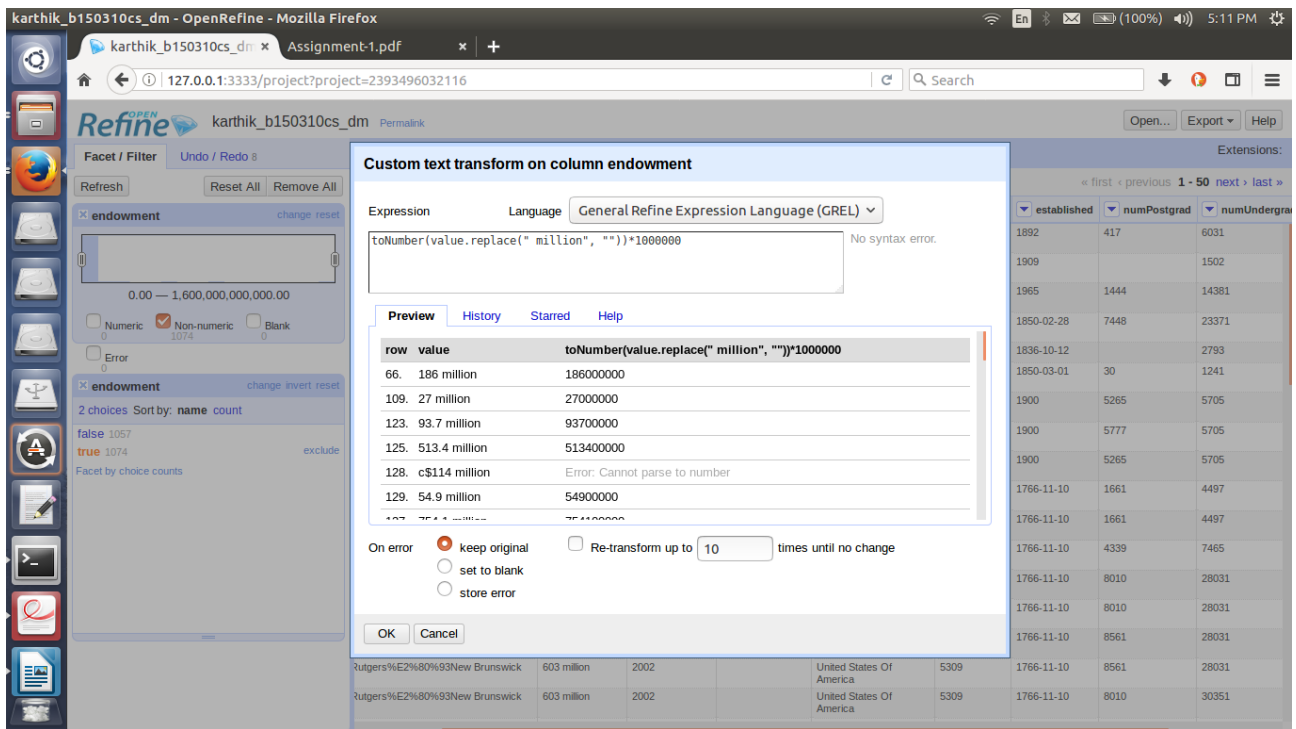 karthik_b150310cs_dm - OpenRefine - Mozilla Firefox
En (100%) 5:11 PM
karthik_b150310cs_dm × Assignment-1.pdf × +
127.0.0.1:3333/project?project=2393496032116 Search
OPEN
Refine karthik_b150310cs_dm Permalink Open... Export Help
Facet / Filter Undo / Redo 8 Extensions:
Refresh Reset All Remove All
« first ‹ previous 1 - 50 next › last »
endowment change reset
0.00 — 1,600,000,000,000.00
Numeric Non-numeric Blank
0 1074 0
Error
0
endowment change invert reset
2 choices Sort by: name count
false 1057
true 1074 exclude
Facet by choice counts
Custom text transform on column endowment
Expression Language General Refine Expression Language (GREL)
toNumber(value.replace(" million", ""))*1000000 No syntax error.
Preview History Starred Help
row value toNumber(value.replace(" million", ""))*1000000
66. 186 million 186000000
109. 27 million 27000000
123. 93.7 million 93700000
125. 513.4 million 513400000
128. c$114 million Error: Cannot parse to number
129. 54.9 million 54900000
On error keep original Re-transform up to 10 times until no change
set to blank
store error
OK Cancel
established numPostgrad numUndergra
1892 417 6031
1909 1502
1965 1444 14381
1850-02-28 7448 23371
1836-10-12 2793
1850-03-01 30 1241
1900 5265 5705
1900 5777 5705
1900 5265 5705
1766-11-10 1661 4497
1766-11-10 1661 4497
1766-11-10 4339 7465
1766-11-10 8010 28031
1766-11-10 8010 28031
1766-11-10 8561 28031
Rutgers%E2%80%93New Brunswick 603 million 2002 United States Of America 5309 1766-11-10 8561 28031
Rutgers%E2%80%93New Brunswick 603 million 2002 United States Of America 5309 1766-11-10 8010 30351